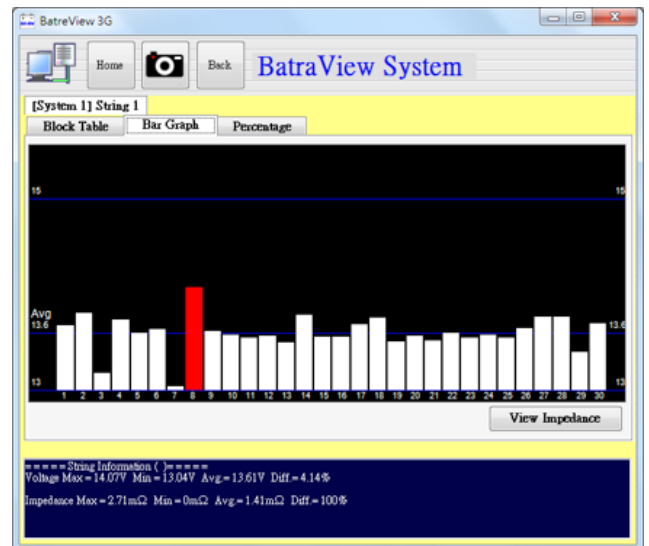 BatreView 3G
Home
Back
BatraView System
[System 1] String 1
Block Table
Bar Graph
Percentage
15 15
Avg
13.6 13.6
13 13
1 2 3 4 5 6 7 8 9 10 11 12 13 14 15 16 17 18 19 20 21 22 23 24 25 26 27 28 29 30
View Impedance
=====String Information ( )=====
Voltage Max=14.07V Min=13.04V Avg.=13.61V Diff.=4.14%
Impedance Max=2.71mΩ Min=0mΩ Avg.=1.41mΩ Diff.=100%